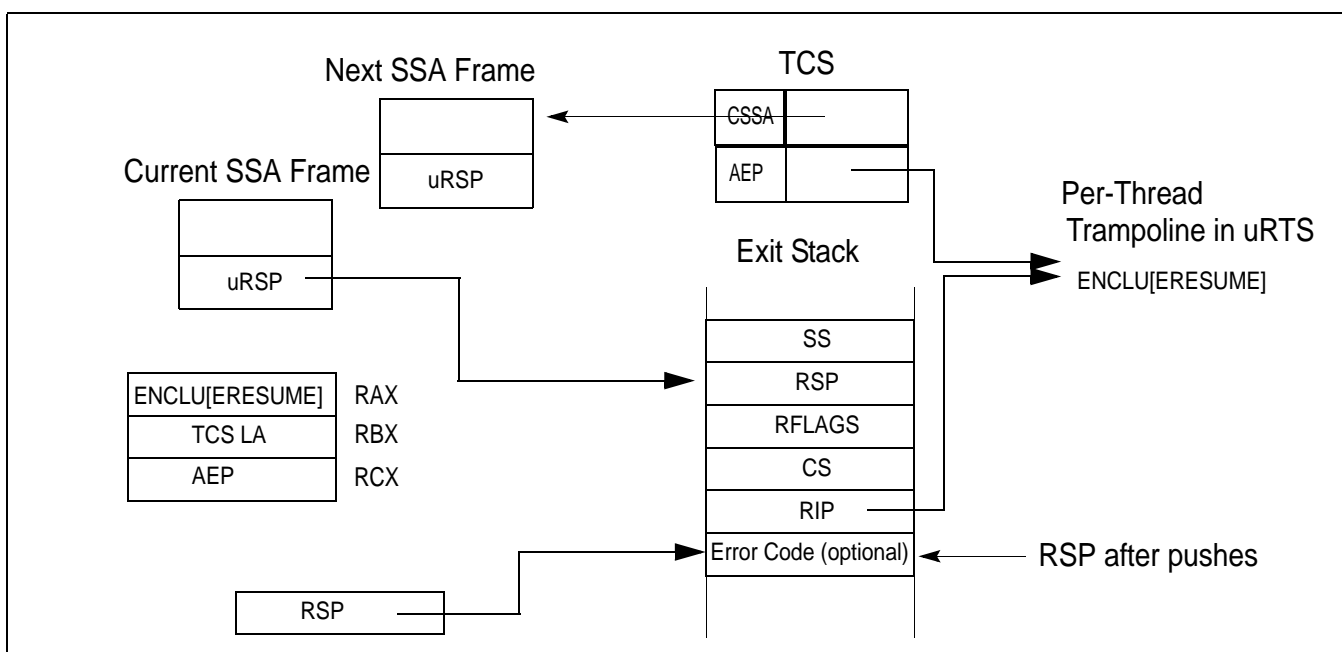 Next SSA Frame
TCS
CSSA
Current SSA Frame
uRSP
AEP
Per-Thread
Trampoline in uRTS
Exit Stack
uRSP
ENCLU[ERESUME]
SS
ENCLU[ERESUME] RAX
RSP
TCS LA RBX
RFLAGS
AEP RCX
CS
RIP
Error Code (optional)
RSP after pushes
RSP